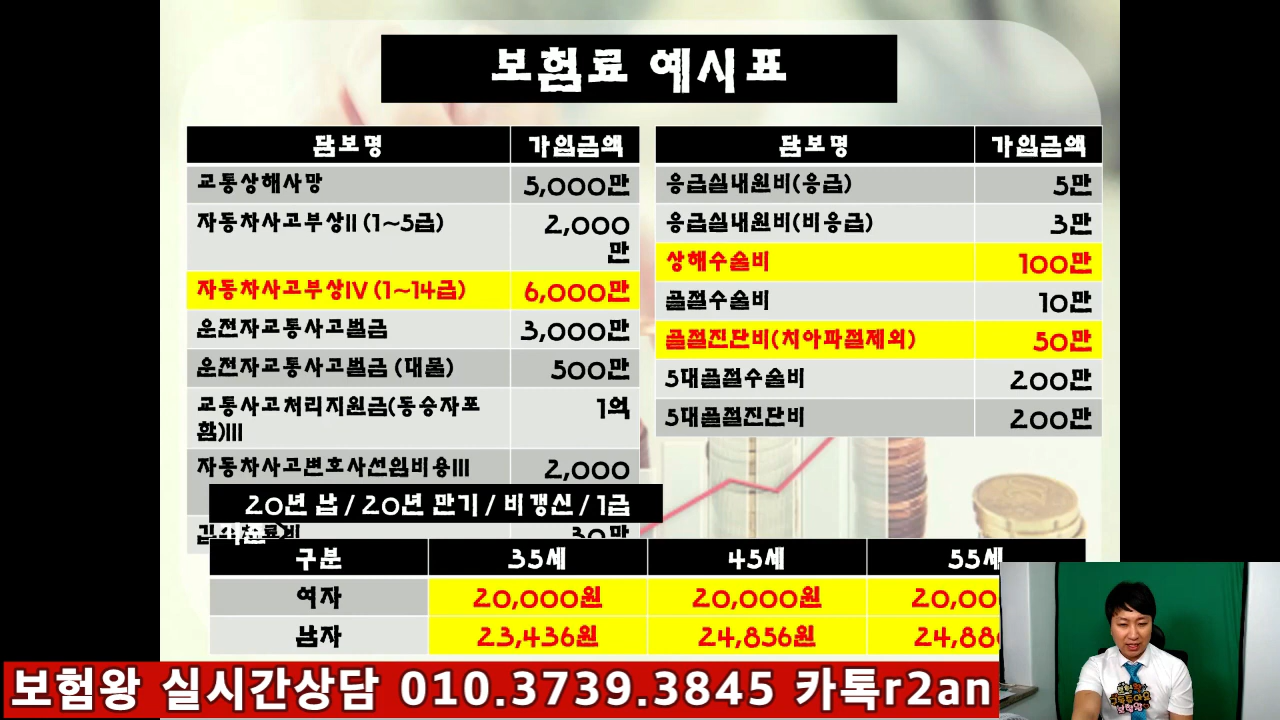 보험료 예시표
담보명 가입금액
교통상해사망 5,000만
자동차사고부상II (1~5급) 2,000
만
자동차사고부상IV (1~14급) 6,000만
운전자교통사고벌금 3,000만
운전자교통사고벌금 (대물) 500만
교통사고처리지원금(동승자포 1억
함)III
자동차사고변호사선임비용III 2,000
30만
담보명 가입금액
응급실내원비(응급) 5만
응급실내원비(비응급) 3만
상해수술비 100만
골절수술비 10만
골절진단비(치아파절제외) 50만
5대골절수술비 200만
5대골절진단비 200만
20년 납 / 20년 만기 / 비갱신 / 1급
구분 35세 45세 55세
여자 20,000원 20,000원 20,00
남자 23,436원 24,856원 24,88
보험왕 실시간상담 010.3739.3845 카톡r2an
보험왕